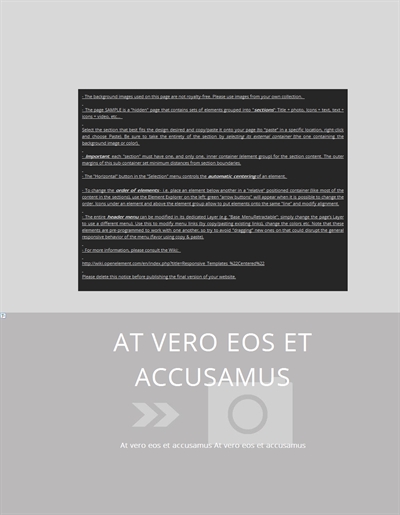 - The background images used on this page are not royalty free. Please use images from your own collection.
- The page SAMPLE is a "hidden" page that contains sets of elements grouped into "sections": Title + photo, icons + text, text +
icons + video, etc...
Select the section that best fits the design desired and copy/paste it onto your page (to "paste" in a specific location, right-click
and choose Paste). Be sure to take the entirety of the section by selecting its external container (the one containing the
background image or color).
- Important: each "section" must have one, and only one, inner container (element group) for the section content. The outer
margins of this sub container set minimum distances from section boundaries.
- The "Horizontal" button in the "Selection" menu controls the automatic centering of an element.
- To change the order of elements - i.e. place an element below another in a "relative" positioned container (like most of the
content in the sections), use the Element Explorer on the left: green "arrow buttons" will appear when it is possible to change the
order. Icons under an element and above the element group allow to put elements onto the same "line" and modify alignment.
- The entire header menu can be modified in its dedicated Layer (e.g. "Base MenuRetractable"; simply change the page's Layer
to use a different menu). Use this to modify menu links (by copy/pasting existing links), change the colors etc. Note that these
elements are pre-programmed to work with one another, so try to avoid "dragging" new ones on that could disrupt the general
responsive behavior of the menu (favor using copy & paste).
- For more information, please consult the Wiki:
http://wiki.openelement.com/en/index.php?title=Responsive_Templates_%22Centered%22
Please delete this notice before publishing the final version of your website.
AT VERO EOS ET
ACCUSAMUS
At vero eos et accusamus At vero eos et accusamus